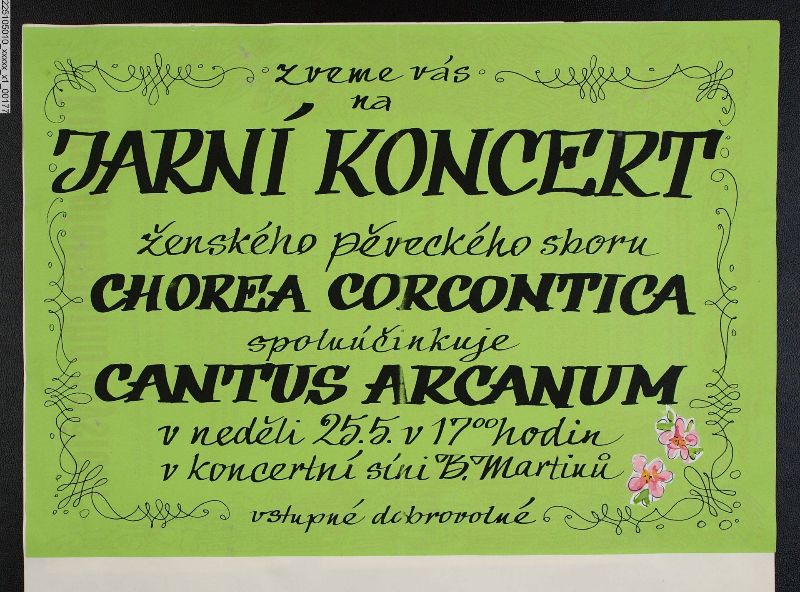 zveme vás
na
JARNÍ KONCERT
ženského pěveckého sboru
CHOREA CORCONTICA
spoluúčinkuje
CANTUS ARCANUM
v neděli 25.5. v 17⁰⁰ hodin
v koncertní síni B. Martinů
vstupné dobrovolné